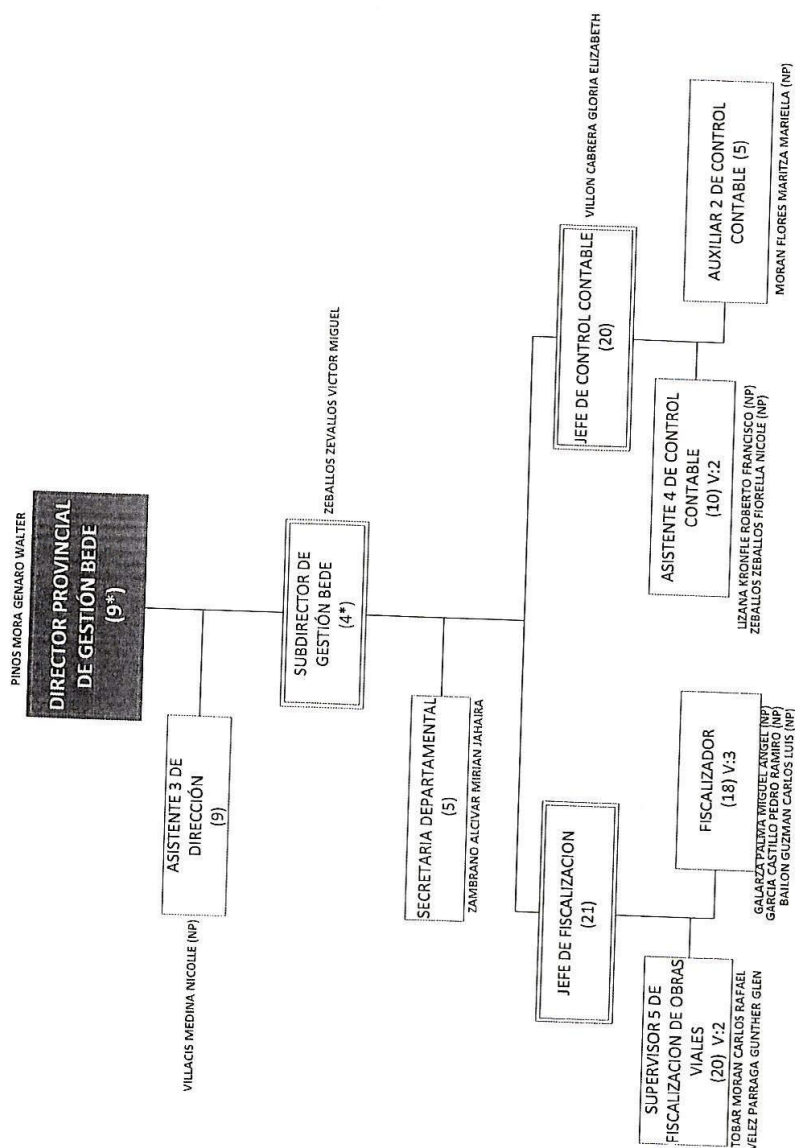 PINOS MORA GENARO WALTER
DIRECTOR PROVINCIAL
DE GESTIÓN BEDE
(9*)
ASISTENTE 3 DE
DIRECCIÓN
(9)
VILLACIS MEDINA NICOLLE (NP)
SUBDIRECTOR DE
GESTIÓN BEDE
(4*)
ZEBALLOS ZEVALLOS VICTOR MIGUEL
SECRETARIA DEPARTAMENTAL
(5)
ZAMBRANO ALCIVAR MIRIAN JAHAIRA
JEFE DE FISCALIZACION
(21)
JEFE DE CONTROL CONTABLE
(20)
VILLON CABRERA GLORIA ELIZABETH
SUPERVISOR 5 DE
FISCALIZACION DE OBRAS
VIALES
(20) V:2
TOBAR MORAN CARLOS RAFAEL
VELEZ PARRAGA GUNTHER GLEN
FISCALIZADOR
(18) V:3
GALARZA PALMA MIGUEL ANGEL (NP)
GARCIA CASTILLO PEDRO RAMIRO (NP)
BAILON GUZMAN CARLOS LUIS (NP)
ASISTENTE 4 DE CONTROL
CONTABLE
(10) V:2
LIZANA KRONFLE ROBERTO FRANCISCO (NP)
ZEBALLOS ZEBALLOS FIORELLA NICOLE (NP)
AUXILIAR 2 DE CONTROL
CONTABLE (5)
MORAN FLORES MARITZA MARIELLA (NP)